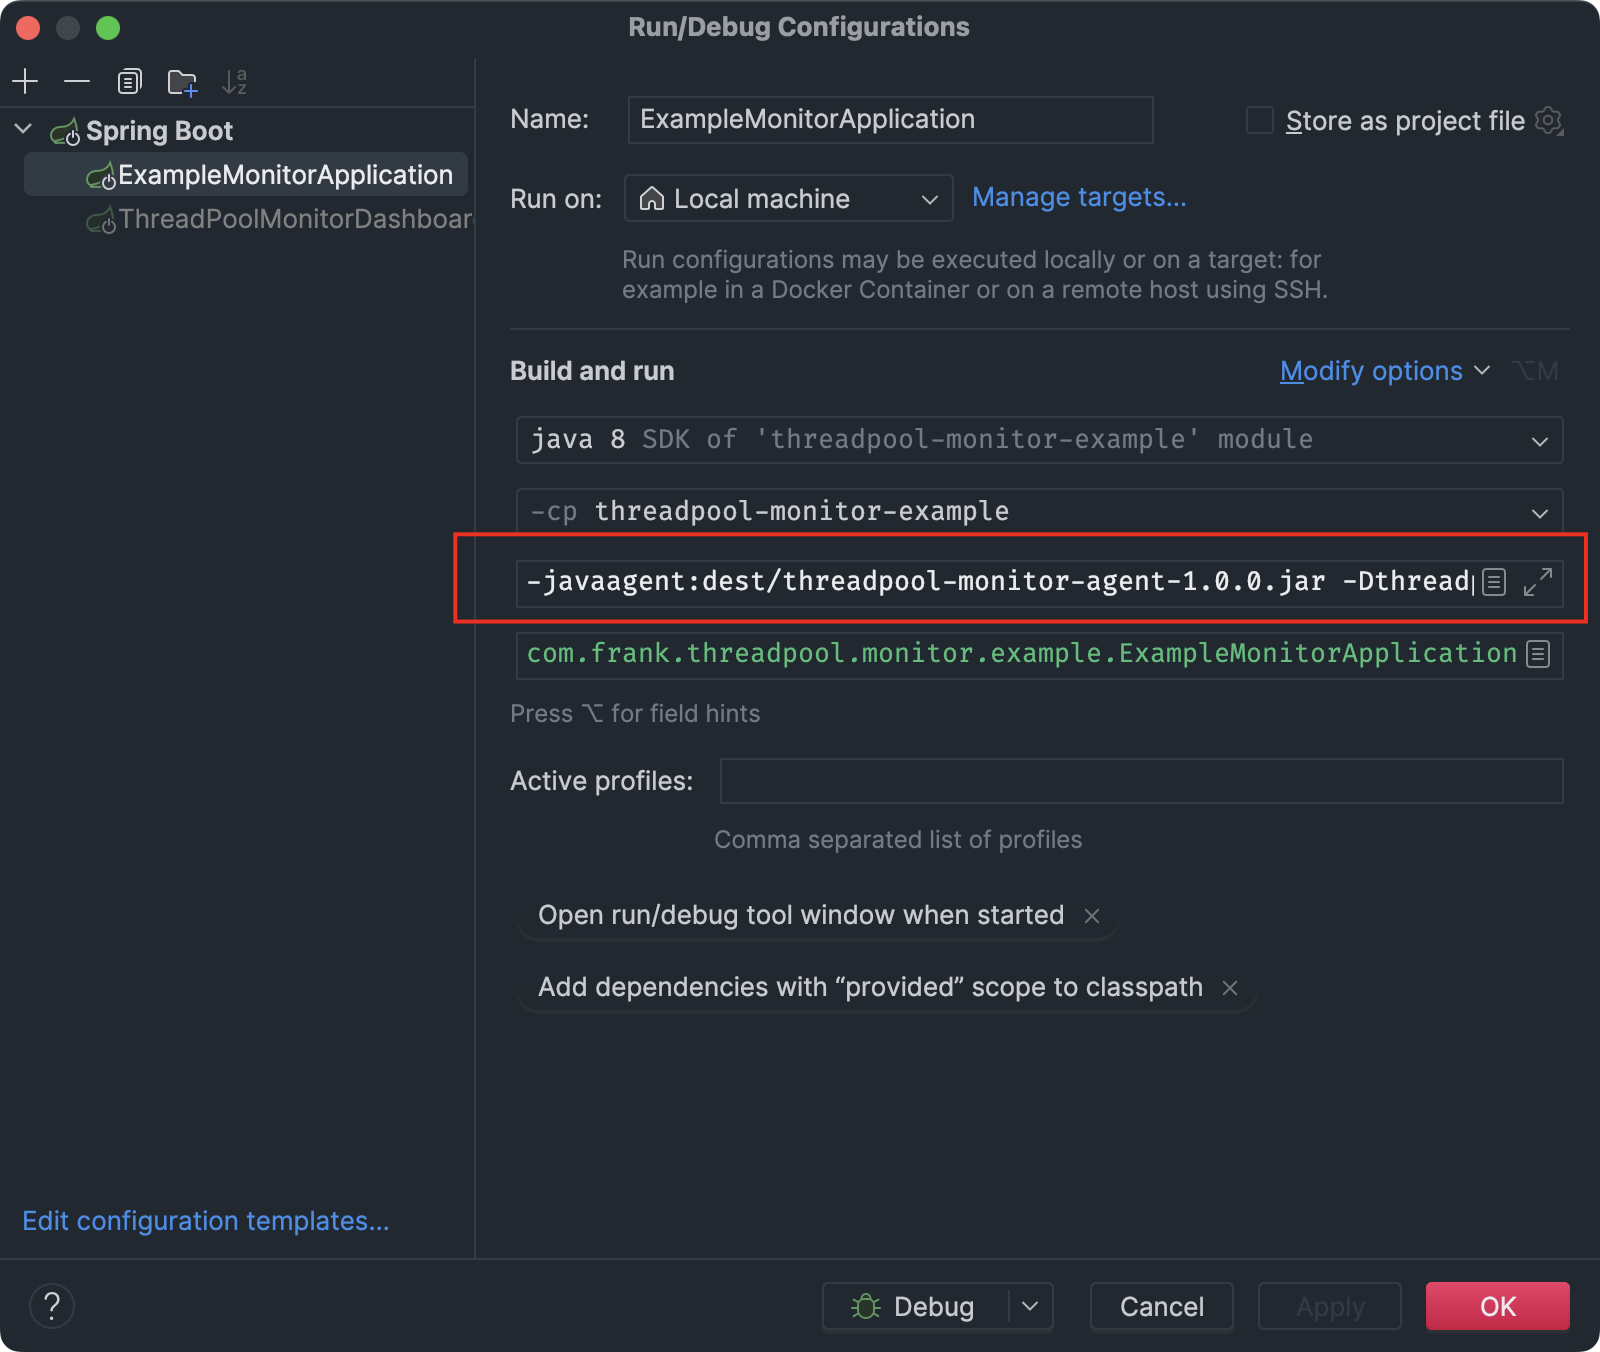 Run/Debug Configurations
Spring Boot
ExampleMonitorApplication
ThreadPoolMonitorDashboar
Edit configuration templates...
Name: ExampleMonitorApplication
Store as project file
Run on: Local machine Manage targets...
Run configurations may be executed locally or on a target: for
example in a Docker Container or on a remote host using SSH.
Build and run Modify options ⌥M
java 8 SDK of 'threadpool-monitor-example' module
-cp threadpool-monitor-example
-javaagent:dest/threadpool-monitor-agent-1.0.0.jar -Dthreadp
com.frank.threadpool.monitor.example.ExampleMonitorApplication
Press ⌥ for field hints
Active profiles:
Comma separated list of profiles
Open run/debug tool window when started ×
Add dependencies with “provided” scope to classpath ×
? Debug Cancel Apply OK